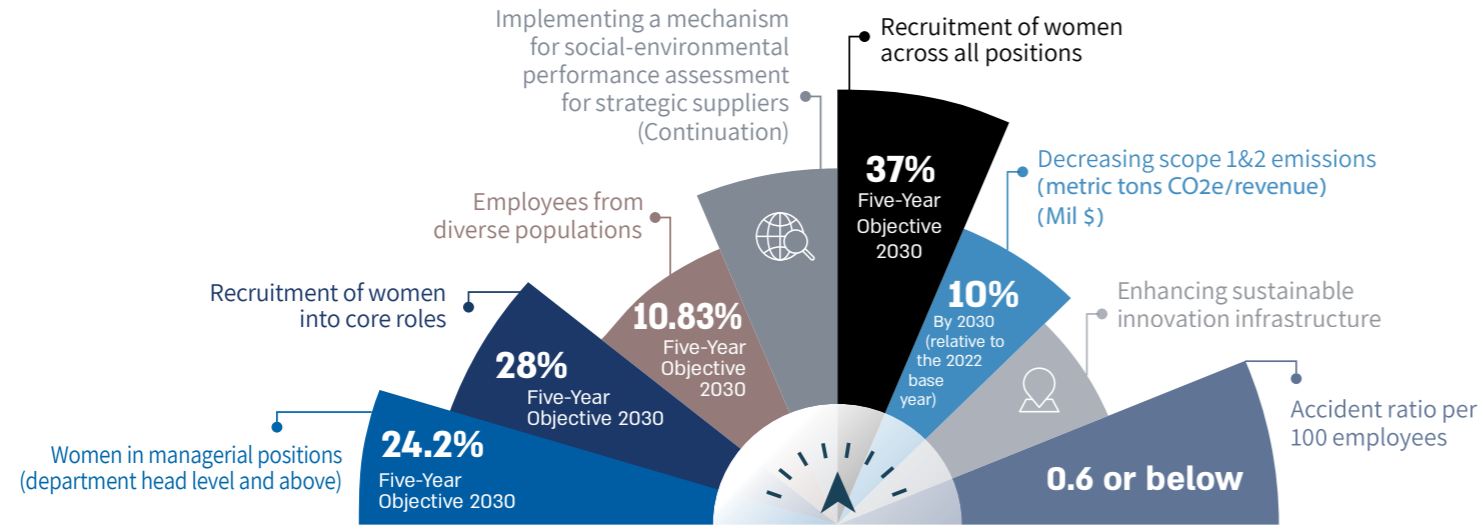 Implementing a mechanism
for social-environmental
performance assessment
for strategic suppliers
(Continuation)
Recruitment of women
across all positions
37%
Five-Year
Objective
2030
Decreasing scope 1&2 emissions
(metric tons CO2e/revenue)
(Mil $)
10%
By 2030
(relative to
the 2022
base
year)
Employees from
diverse populations
10.83%
Five-Year
Objective
2030
Enhancing sustainable
innovation infrastructure
Recruitment of women
into core roles
28%
Five-Year
Objective 2030
Women in managerial positions
(department head level and above)
24.2%
Five-Year
Objective 2030
Accident ratio per
100 employees
0.6 or below